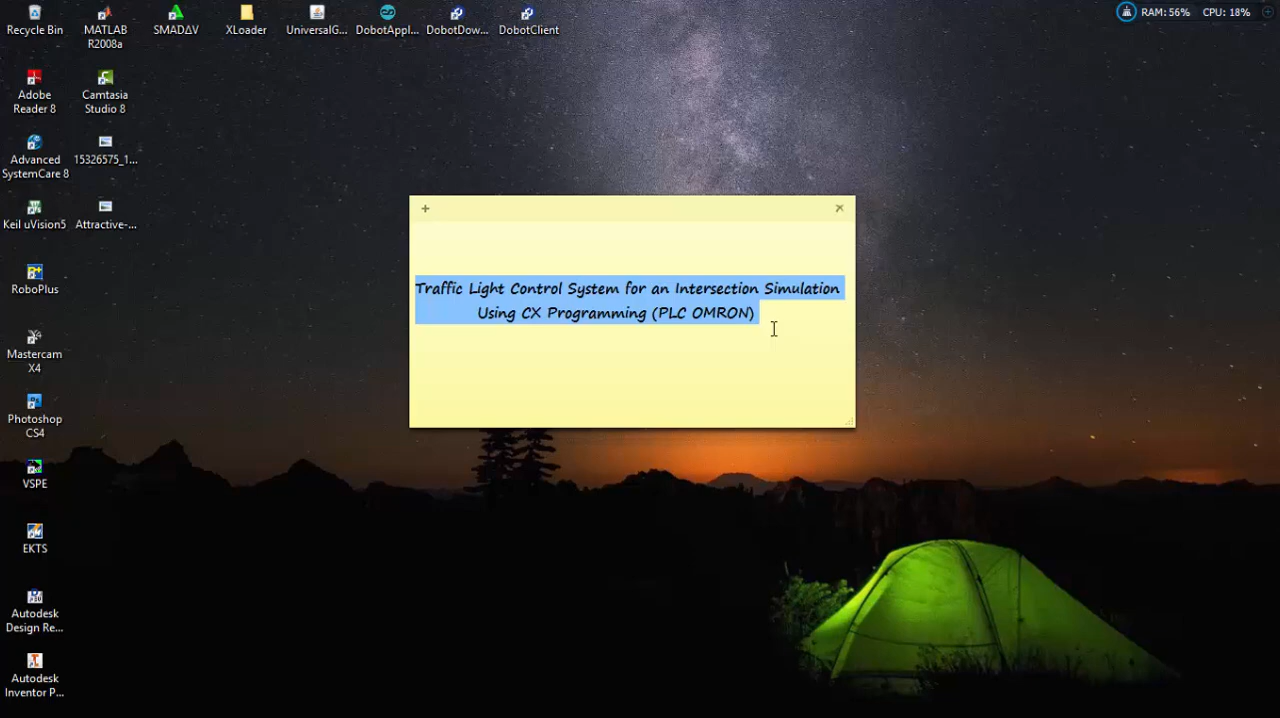 Recycle Bin
MATLAB
R2008a
SMADΔV
XLoader
UniversalG...
DobotAppl...
DobotDow...
DobotClient
RAM: 56%
CPU: 18%
Adobe
Reader 8
Camtasia
Studio 8
Advanced
SystemCare 8
15326575_1...
Keil uVision5
Attractive-...
RoboPlus
Mastercam
X4
Photoshop
CS4
VSPE
EKTS
Autodesk
Design Re...
Autodesk
Inventor P...
+
×
Traffic Light Control System for an Intersection Simulation
Using CX Programming (PLC OMRON)